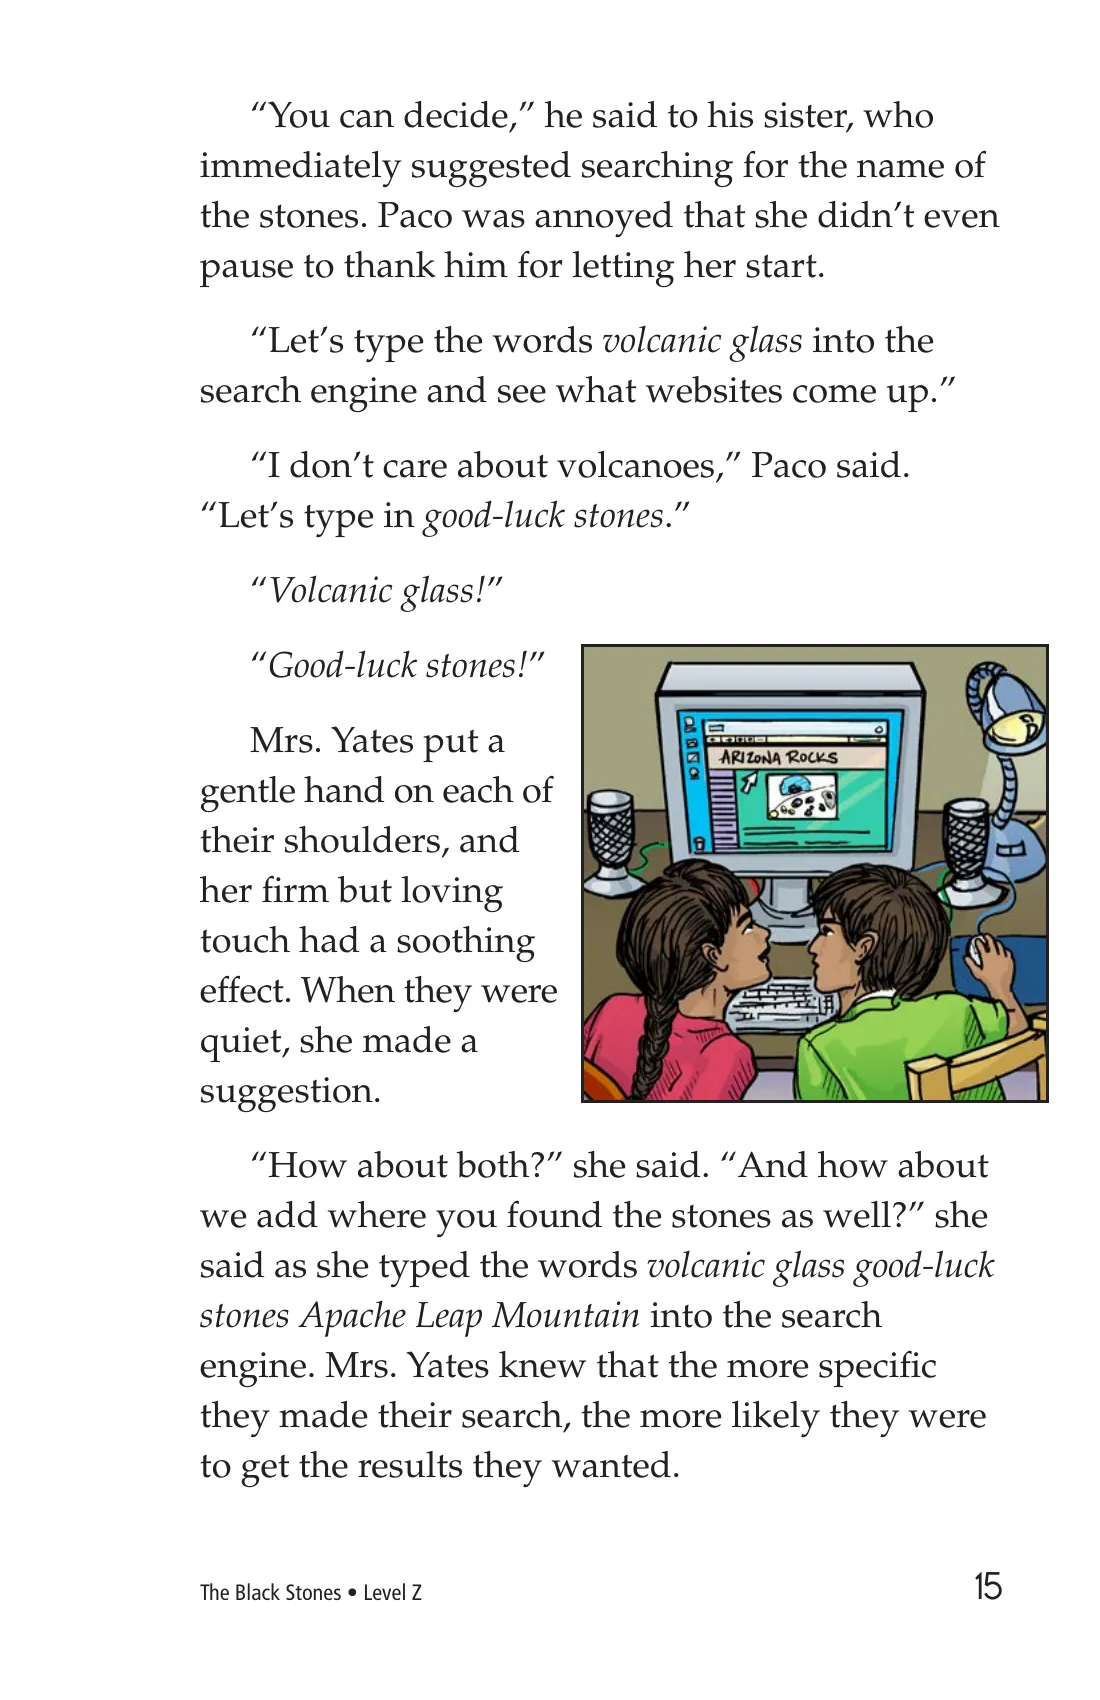 “You can decide,” he said to his sister, who
immediately suggested searching for the name of
the stones. Paco was annoyed that she didn’t even
pause to thank him for letting her start.
“Let’s type the words volcanic glass into the
search engine and see what websites come up.”
“I don’t care about volcanoes,” Paco said.
“Let’s type in good-luck stones.”
“Volcanic glass!”
“Good-luck stones!”
Mrs. Yates put a
gentle hand on each of
their shoulders, and
her firm but loving
touch had a soothing
effect. When they were
quiet, she made a
suggestion.
ARIZONA ROCKS
“How about both?” she said. “And how about
we add where you found the stones as well?” she
said as she typed the words volcanic glass good-luck
stones Apache Leap Mountain into the search
engine. Mrs. Yates knew that the more specific
they made their search, the more likely they were
to get the results they wanted.
The Black Stones • Level Z
15